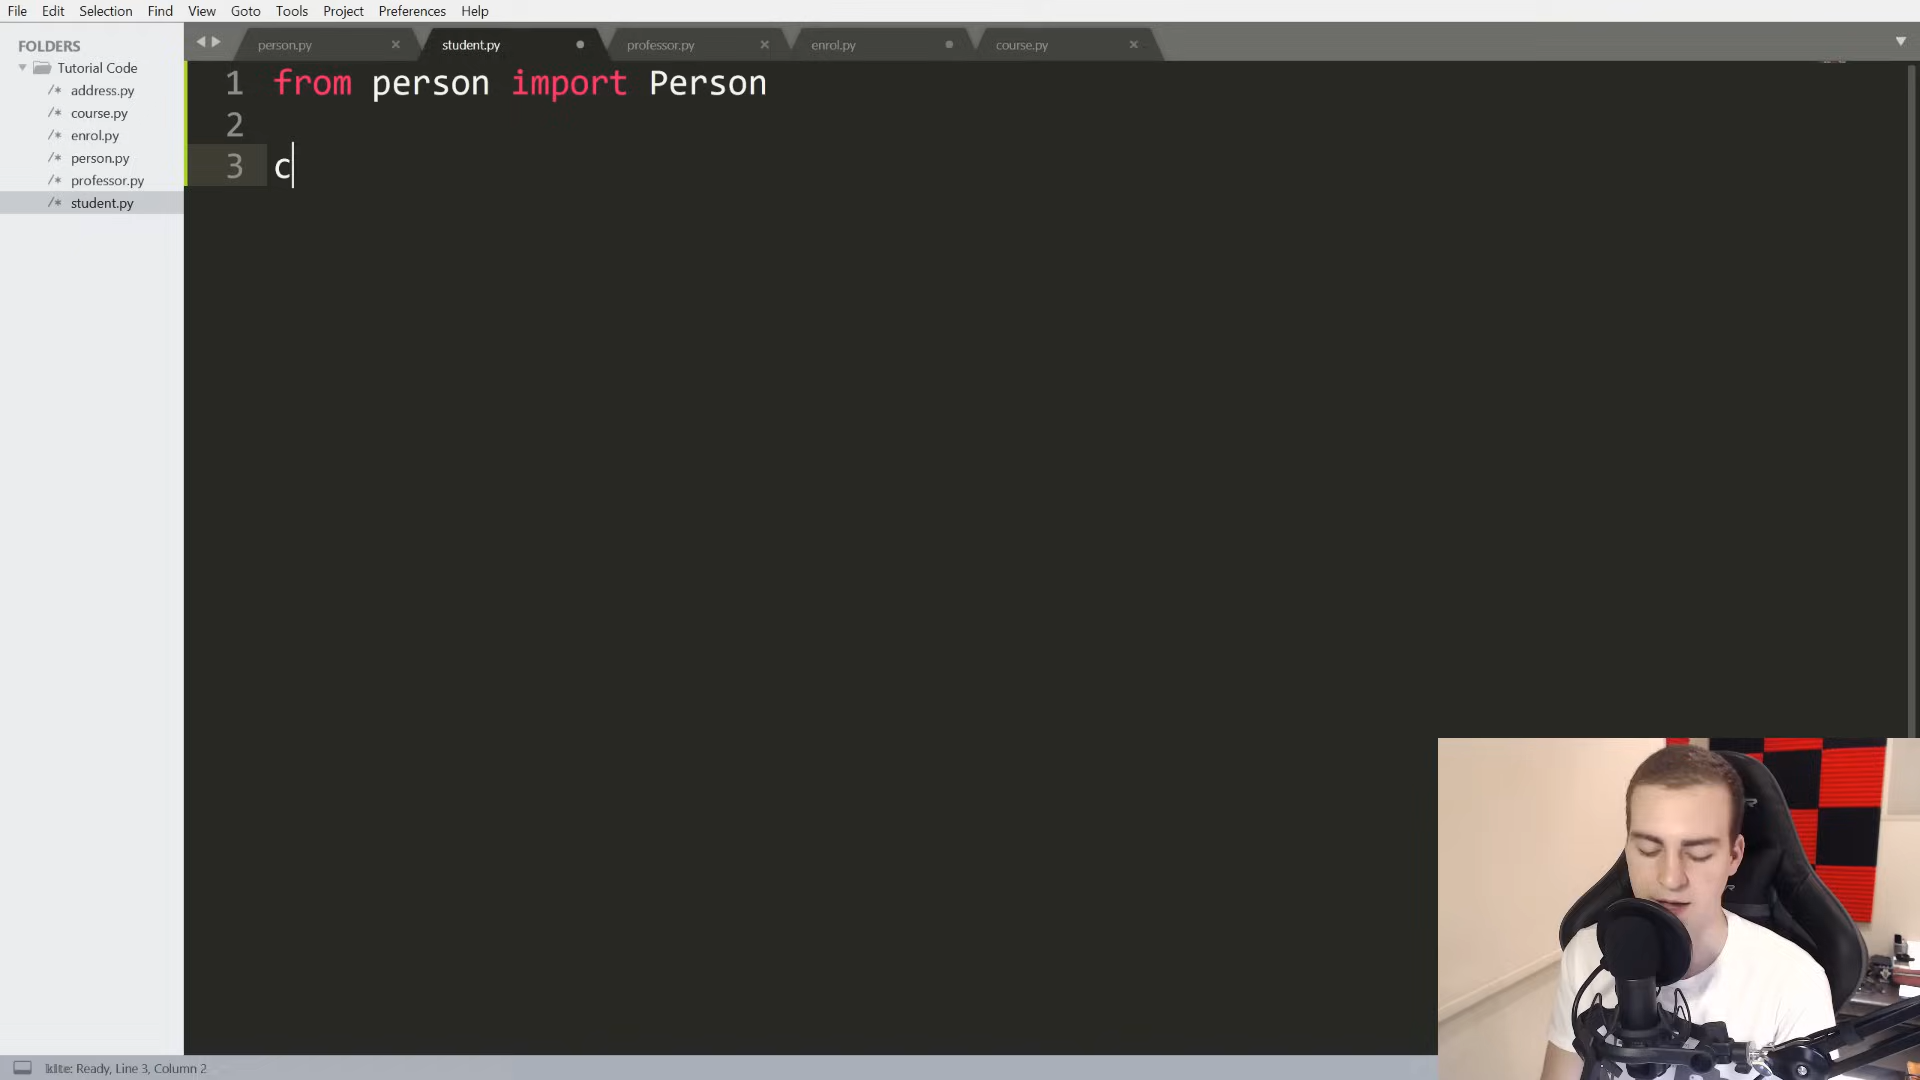 File Edit Selection Find View Goto Tools Project Preferences Help
FOLDERS
Tutorial Code
/* address.py
/* course.py
/* enrol.py
/* person.py
/* professor.py
/* student.py
person.py × student.py professor.py × enrol.py course.py ×
1 from person import Person
2
3 c
kite: Ready, Line 3, Column 2